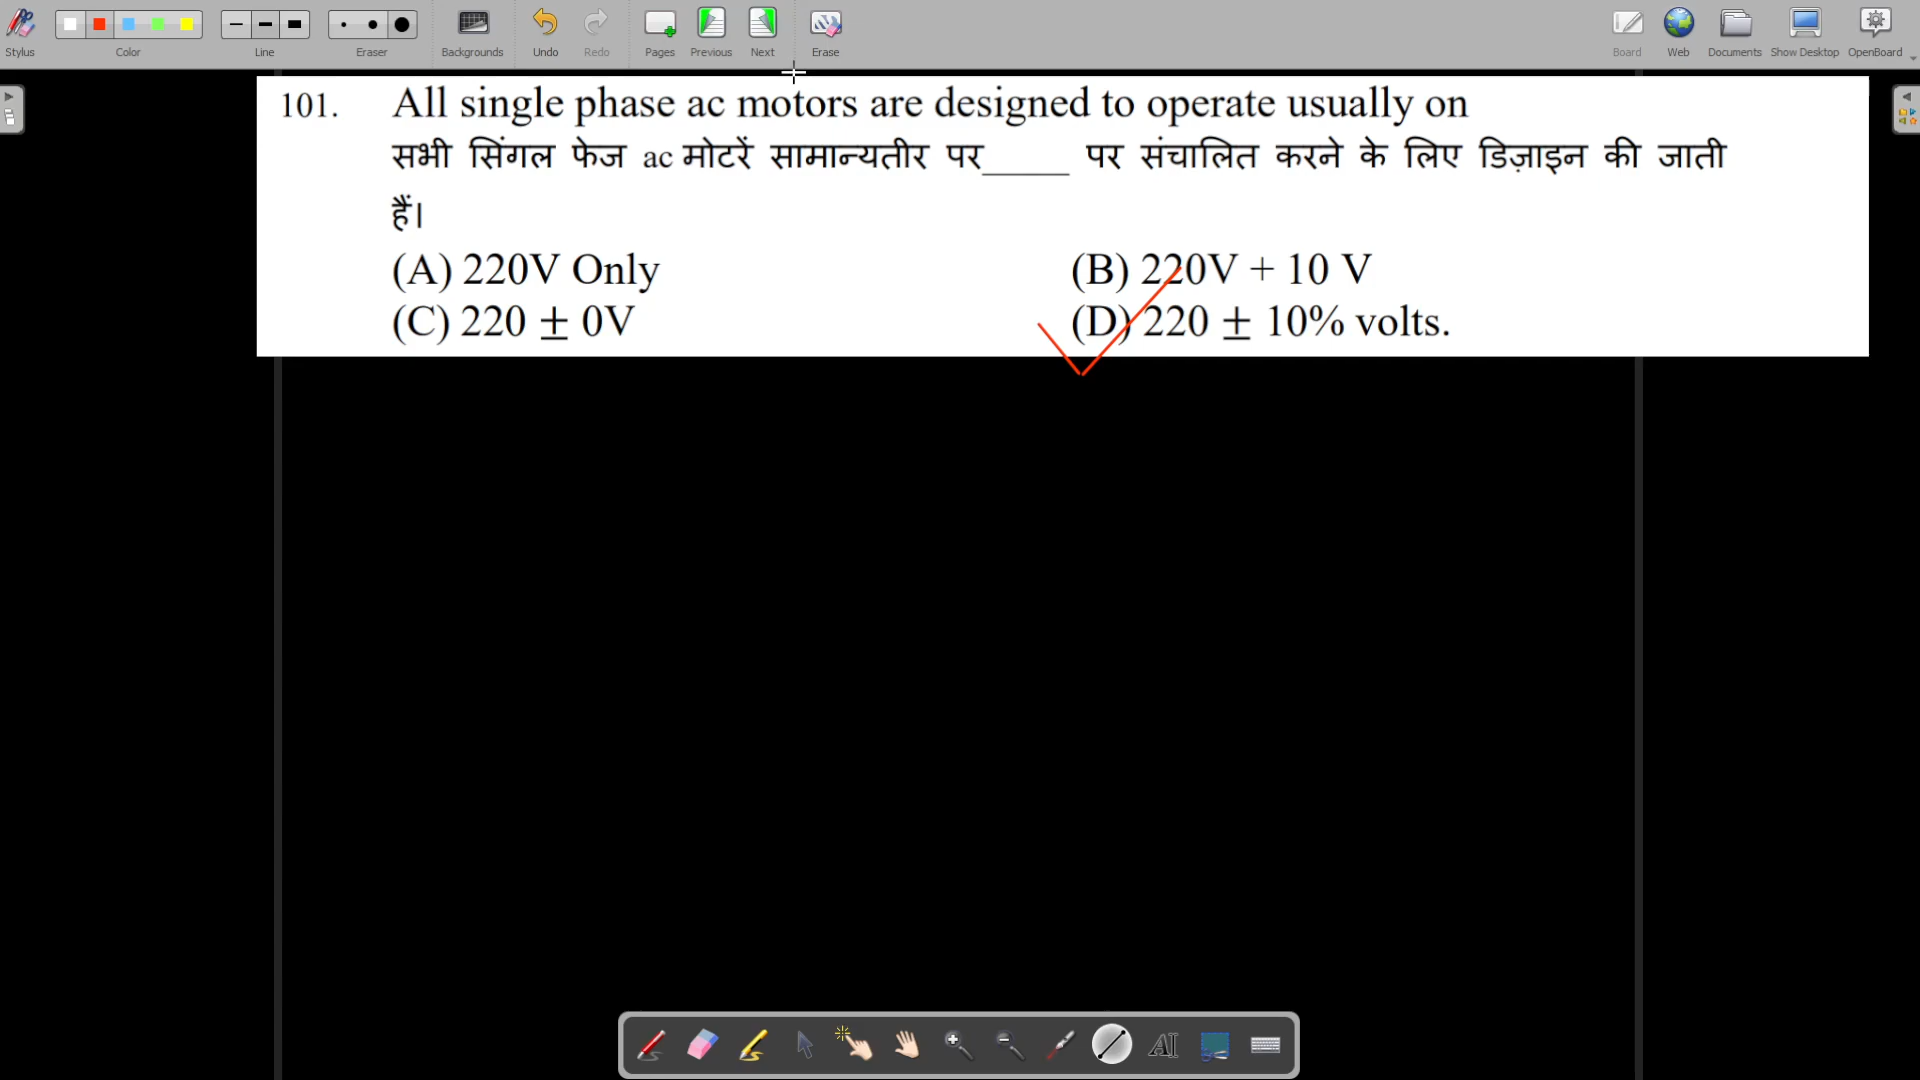 Stylus Color Line Eraser Backgrounds Undo Redo Pages Previous Next Erase Board Web Documents Show Desktop OpenBoard
101. All single phase ac motors are designed to operate usually on
सभी सिंगल फेज ac मोटरें सामान्यतीर पर_____ पर संचालित करने के लिए डिज़ाइन की जाती
हैं।
(A) 220V Only (B) 220V + 10 V
(C) 220 ± 0V (D) 220 ± 10% volts.
AI